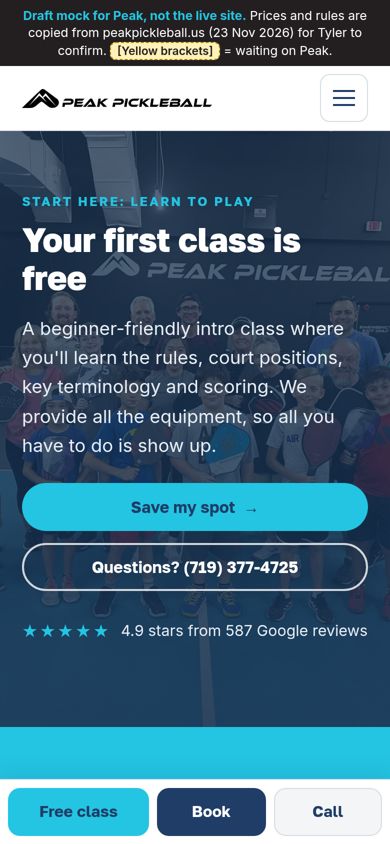 Draft mock for Peak, not the live site. Prices and rules are
copied from peakpickleball.us (23 Nov 2026) for Tyler to
confirm. [Yellow brackets] = waiting on Peak.
PEAK PICKLEBALL
START HERE: LEARN TO PLAY
Your first class is
free
PEAK PICKLEBAL
A beginner-friendly intro class where
you'll learn the rules, court positions,
key terminology and scoring. We
provide all the equipment, so all you
have to do is show up.
AIR
Save my spot →
Questions? (719) 377-4725
★★★★★ 4.9 stars from 587 Google reviews
Free class
Book
Call